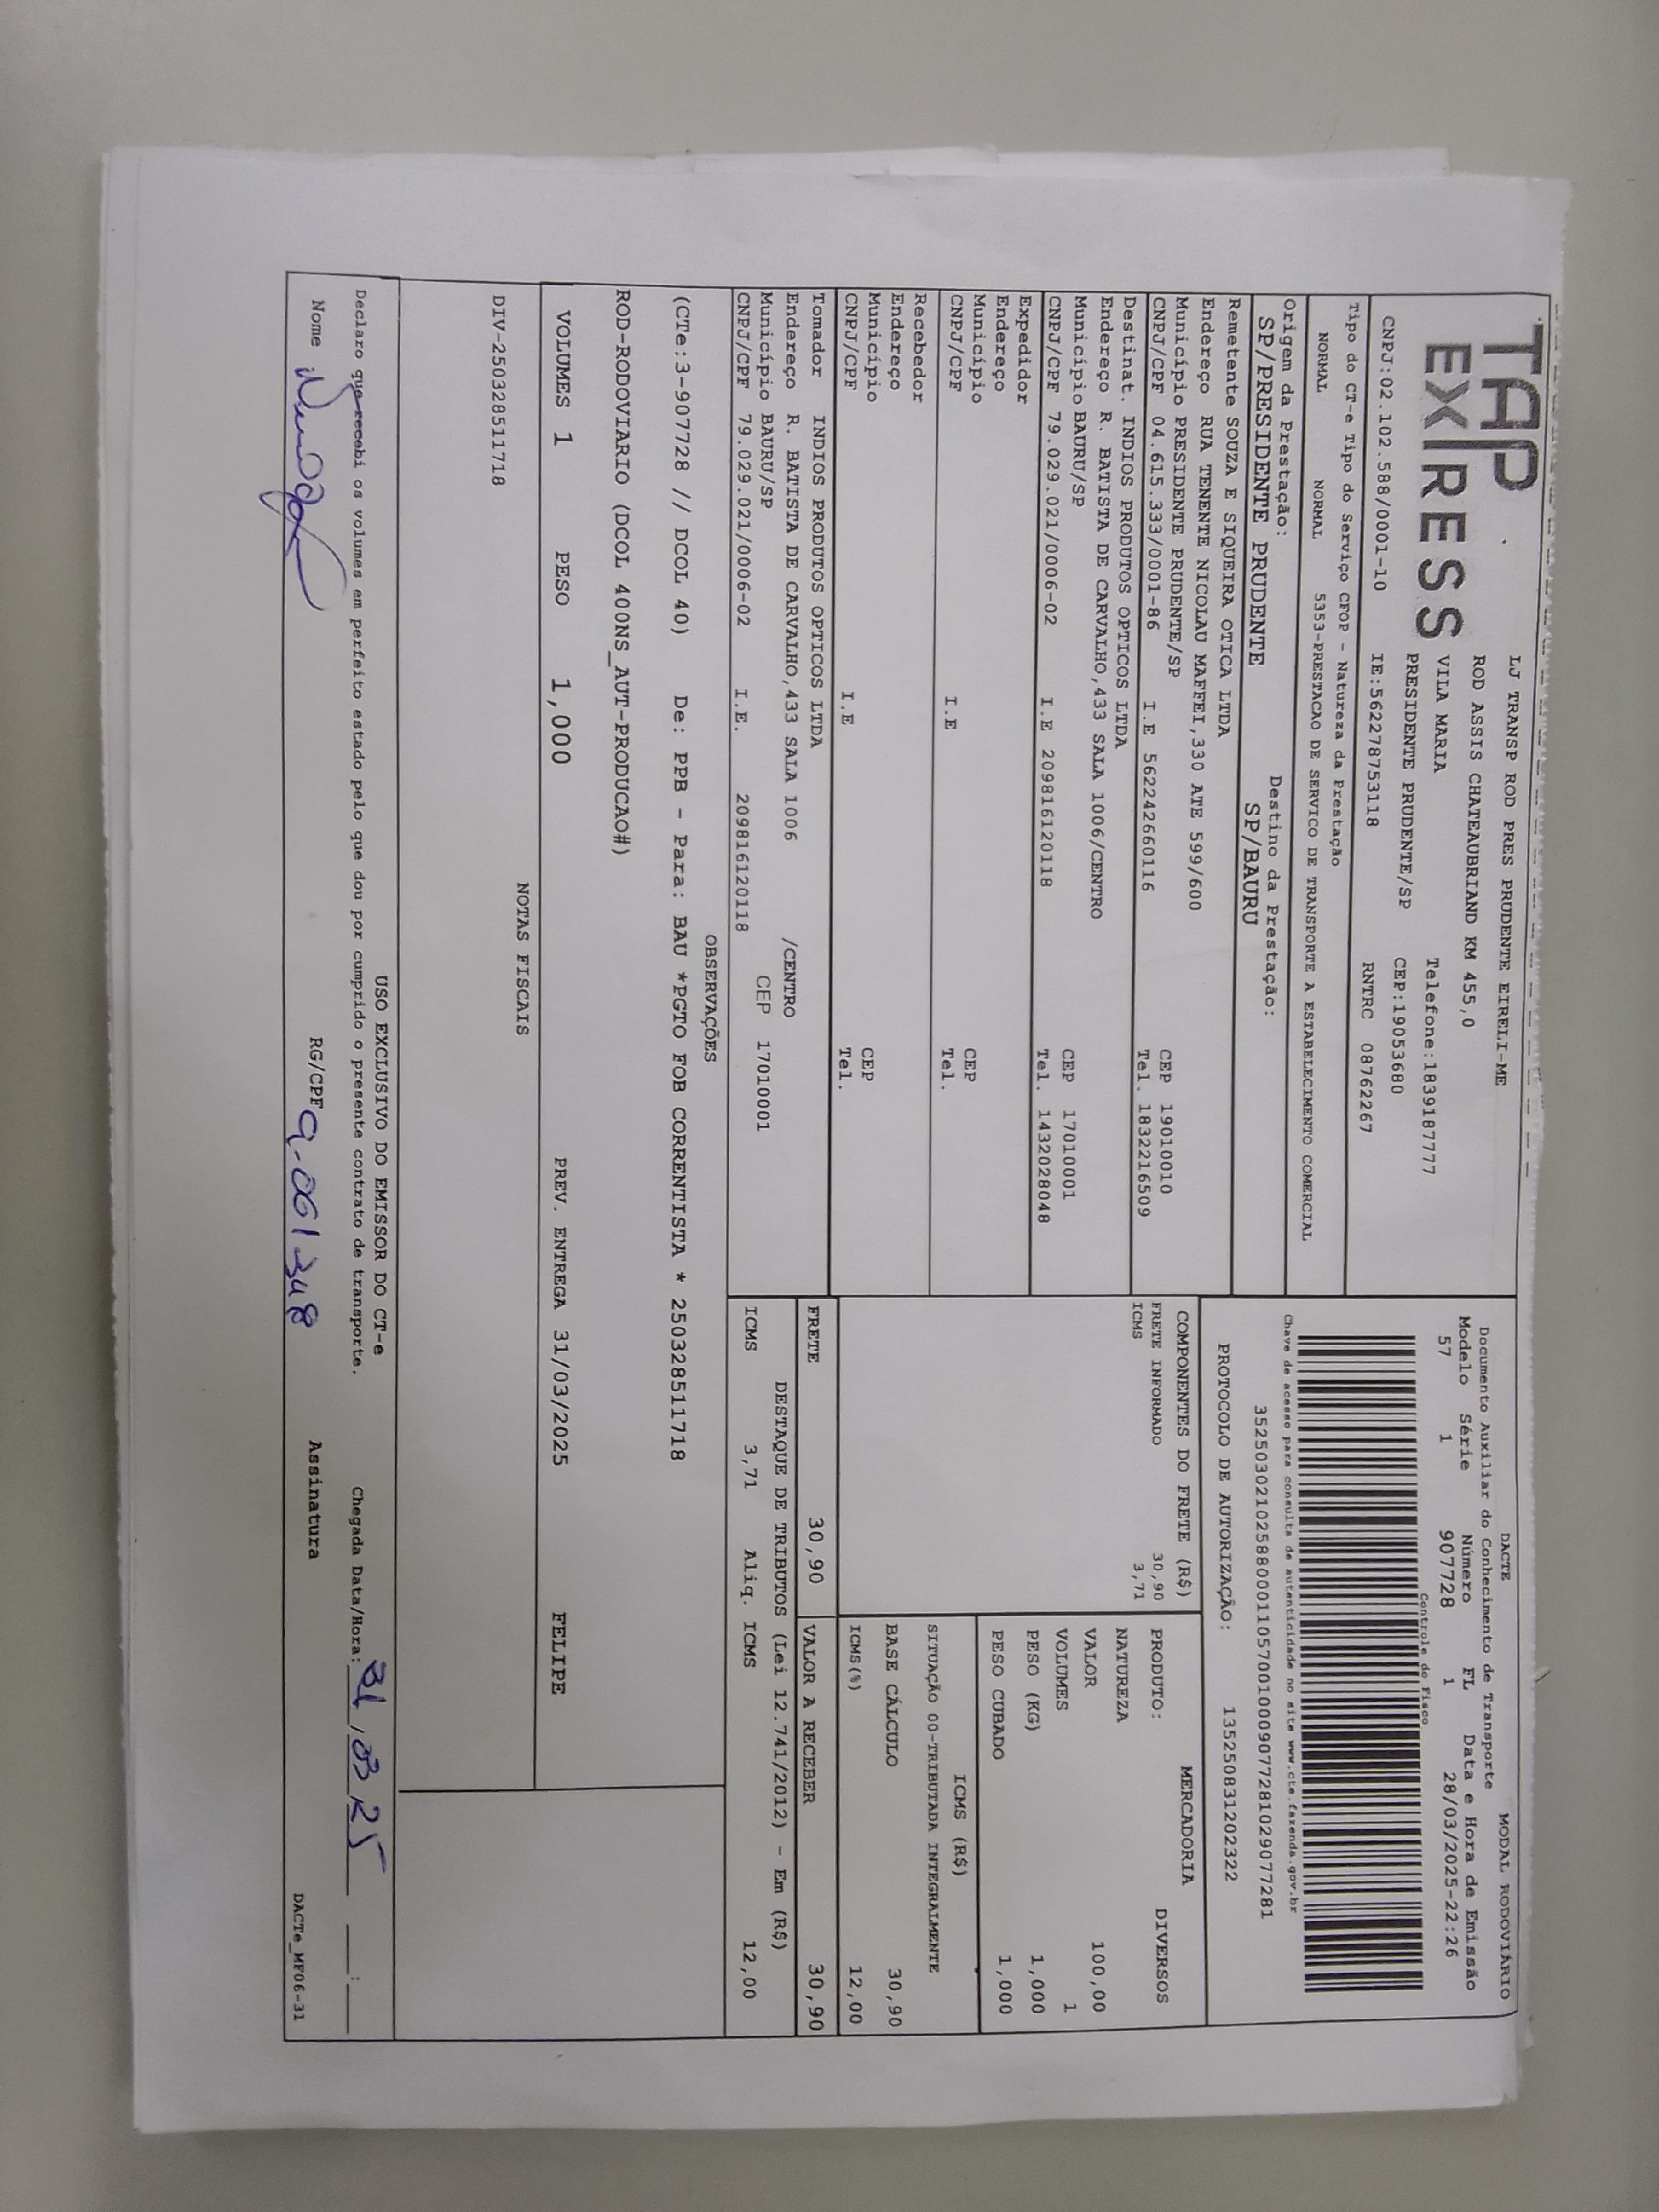 TAP EXPRESS
LJ TRANSP ROD PRES PRUDENTE EIRELI-ME
ROD ASSIS CHATEAUBRIAND KM 455,0
VILA MARIA Telefone:1839187777
PRESIDENTE PRUDENTE/SP CEP:19053680
CNPJ:02.102.588/0001-10 IE:562278753118 RNTRC 08762267
Tipo do CT-e Tipo do Serviço CFOP - Natureza da Prestação
NORMAL NORMAL 5353-PRESTACAO DE SERVICO DE TRANSPORTE A ESTABELECIMENTO COMERCIAL
Origem da Prestação: Destino da Prestação:
SP/PRESIDENTE PRUDENTE SP/BAURU
Remetente SOUZA E SIQUEIRA OTICA LTDA
Endereço RUA TENENTE NICOLAU MAFFEI,330 ATE 599/600
Município PRESIDENTE PRUDENTE/SP CEP 19010010
CNPJ/CPF 04.615.333/0001-86 I.E 562242660116 Tel. 1832216509
Destinat. INDIOS PRODUTOS OPTICOS LTDA
Endereço R. BATISTA DE CARVALHO,433 SALA 1006/CENTRO
Município BAURU/SP CEP 17010001
CNPJ/CPF 79.029.021/0006-02 I.E 209816120118 Tel. 1432028048
Expedidor
Endereço
Município CEP
CNPJ/CPF I.E Tel.
Recebedor
Endereço
Município CEP
CNPJ/CPF I.E Tel.
Tomador INDIOS PRODUTOS OPTICOS LTDA
Endereço R. BATISTA DE CARVALHO,433 SALA 1006 /CENTRO
Município BAURU/SP CEP 17010001
CNPJ/CPF 79.029.021/0006-02 I.E. 209816120118
DACTE MODAL RODOVIÁRIO
Documento Auxiliar do Conhecimento de Transporte
Modelo Série Número FL Data e Hora de Emissão
57 1 907728 1 28/03/2025-22:26
Controle do Fisco
Chave de acesso para consulta de autenticidade no site www.cte.fazenda.gov.br
35250302102588000110570010009077281029077281
PROTOCOLO DE AUTORIZAÇÃO: 135250831202322
COMPONENTES DO FRETE (R$)
FRETE INFORMADO 30,90
ICMS 3,71
MERCADORIA
PRODUTO: DIVERSOS
NATUREZA
VALOR 100,00
VOLUMES 1
PESO (KG) 1,000
PESO CUBADO 1,000
ICMS (R$)
SITUAÇÃO 00-TRIBUTADA INTEGRALMENTE
BASE CÁLCULO 30,90
ICMS(%) 12,00
FRETE 30,90 VALOR A RECEBER 30,90
DESTAQUE DE TRIBUTOS (Lei 12.741/2012) - Em (R$)
ICMS 3,71 Aliq. ICMS 12,00
OBSERVAÇÕES
(CTe:3-907728 // DCOL 40) De: PPB - Para: BAU *PGTO FOB CORRENTISTA * 250328511718
ROD-RODOVIARIO (DCOL 400NS_AUT-PRODUCAO#)
VOLUMES 1 PESO 1,000 PREV. ENTREGA 31/03/2025 FELIPE
NOTAS FISCAIS
DIV-250328511718
USO EXCLUSIVO DO EMISSOR DO CT-e
Declaro que recebi os volumes em perfeito estado pelo que dou por cumprido o presente contrato de transporte. Chegada Data/Hora: 31/03 25 :
Nome RG/CPF 9.061348 Assinatura
DACTe_MF06-31